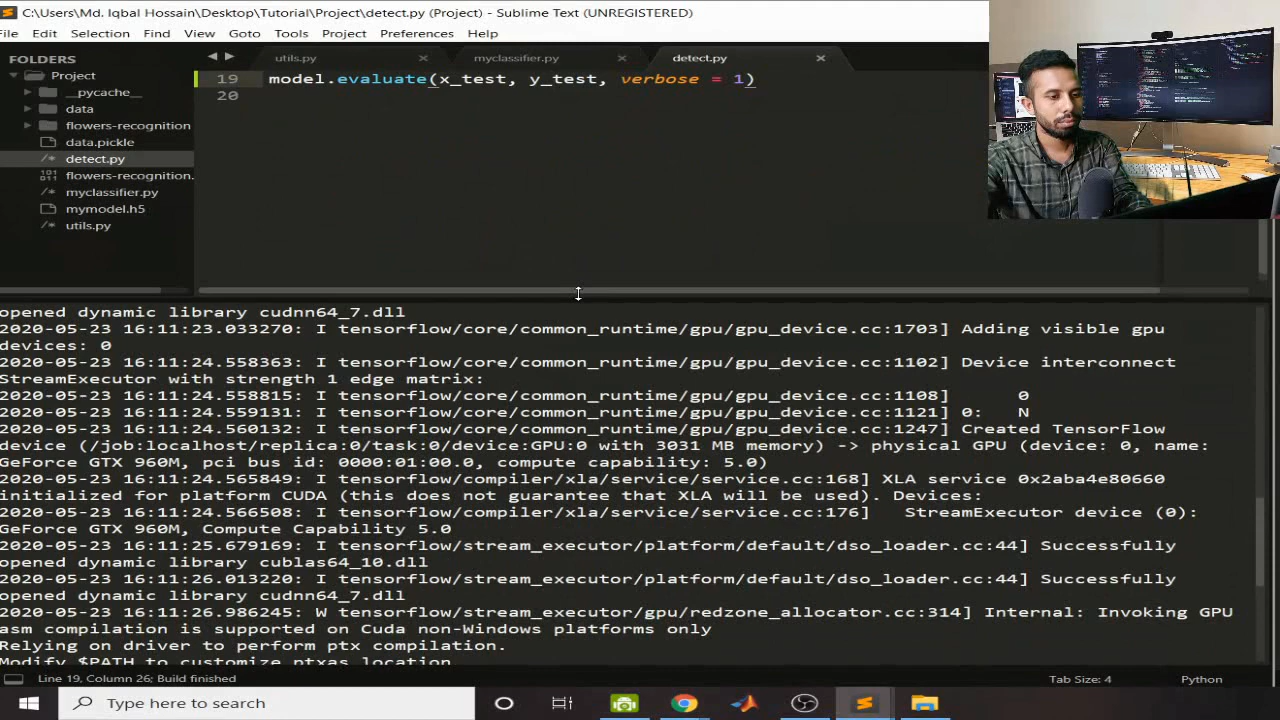 C:\Users\Md. Iqbal Hossain\Desktop\Tutorial\Project\detect.py (Project) - Sublime Text (UNREGISTERED)
File Edit Selection Find View Goto Tools Project Preferences Help
FOLDERS
Project
__pycache__
data
flowers-recognition
data.pickle
detect.py
flowers-recognition.
myclassifier.py
mymodel.h5
utils.py
utils.py myclassifier.py detect.py
19 model.evaluate(x_test, y_test, verbose = 1)
20
opened dynamic library cudnn64_7.dll
2020-05-23 16:11:23.033270: I tensorflow/core/common_runtime/gpu/gpu_device.cc:1703] Adding visible gpu
devices: 0
2020-05-23 16:11:24.558363: I tensorflow/core/common_runtime/gpu/gpu_device.cc:1102] Device interconnect
StreamExecutor with strength 1 edge matrix:
2020-05-23 16:11:24.558815: I tensorflow/core/common_runtime/gpu/gpu_device.cc:1108] 0
2020-05-23 16:11:24.559131: I tensorflow/core/common_runtime/gpu/gpu_device.cc:1121] 0: N
2020-05-23 16:11:24.560132: I tensorflow/core/common_runtime/gpu/gpu_device.cc:1247] Created TensorFlow
device (/job:localhost/replica:0/task:0/device:GPU:0 with 3031 MB memory) -> physical GPU (device: 0, name:
GeForce GTX 960M, pci bus id: 0000:01:00.0, compute capability: 5.0)
2020-05-23 16:11:24.565849: I tensorflow/compiler/xla/service/service.cc:168] XLA service 0x2aba4e80660
initialized for platform CUDA (this does not guarantee that XLA will be used). Devices:
2020-05-23 16:11:24.566508: I tensorflow/compiler/xla/service/service.cc:176] StreamExecutor device (0):
GeForce GTX 960M, Compute Capability 5.0
2020-05-23 16:11:25.679169: I tensorflow/stream_executor/platform/default/dso_loader.cc:44] Successfully
opened dynamic library cublas64_10.dll
2020-05-23 16:11:26.013220: I tensorflow/stream_executor/platform/default/dso_loader.cc:44] Successfully
opened dynamic library cudnn64_7.dll
2020-05-23 16:11:26.986245: W tensorflow/stream_executor/gpu/redzone_allocator.cc:314] Internal: Invoking GPU
asm compilation is supported on Cuda non-Windows platforms only
Relying on driver to perform ptx compilation.
Modify $PATH to customize ptxas location.
Line 19, Column 26; Build finished
Tab Size: 4
Python
Type here to search